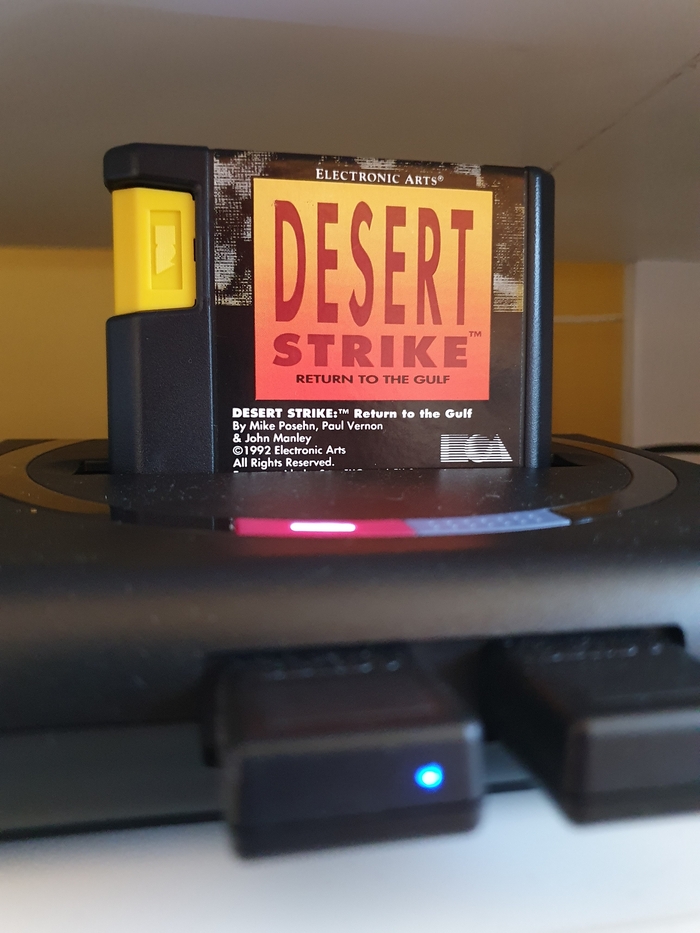 ELECTRONIC ARTS®
DESERT
STRIKE™
RETURN TO THE GULF
DESERT STRIKE:™ Return to the Gulf
By Mike Posehn, Paul Vernon
& John Manley
©1992 Electronic Arts
All Rights Reserved.